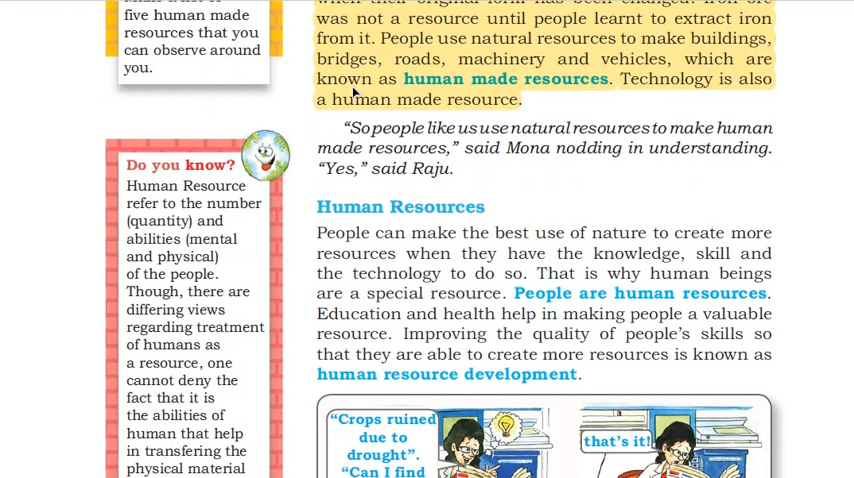 five human made
resources that you
can observe around
you.
Do you know?
Human Resource
refer to the number
(quantity) and
abilities (mental
and physical)
of the people.
Though, there are
differing views
regarding treatment
of humans as
a resource, one
cannot deny the
fact that it is
the abilities of
human that help
in transfering the
physical material
when their original form has been changed. Iron ore
was not a resource until people learnt to extract iron
from it. People use natural resources to make buildings,
bridges, roads, machinery and vehicles, which are
known as human made resources. Technology is also
a human made resource.
“So people like us use natural resources to make human
made resources,” said Mona nodding in understanding.
“Yes,” said Raju.
Human Resources
People can make the best use of nature to create more
resources when they have the knowledge, skill and
the technology to do so. That is why human beings
are a special resource. People are human resources.
Education and health help in making people a valuable
resource. Improving the quality of people’s skills so
that they are able to create more resources is known as
human resource development.
“Crops ruined
due to
drought”.
“Can I find
that’s it!